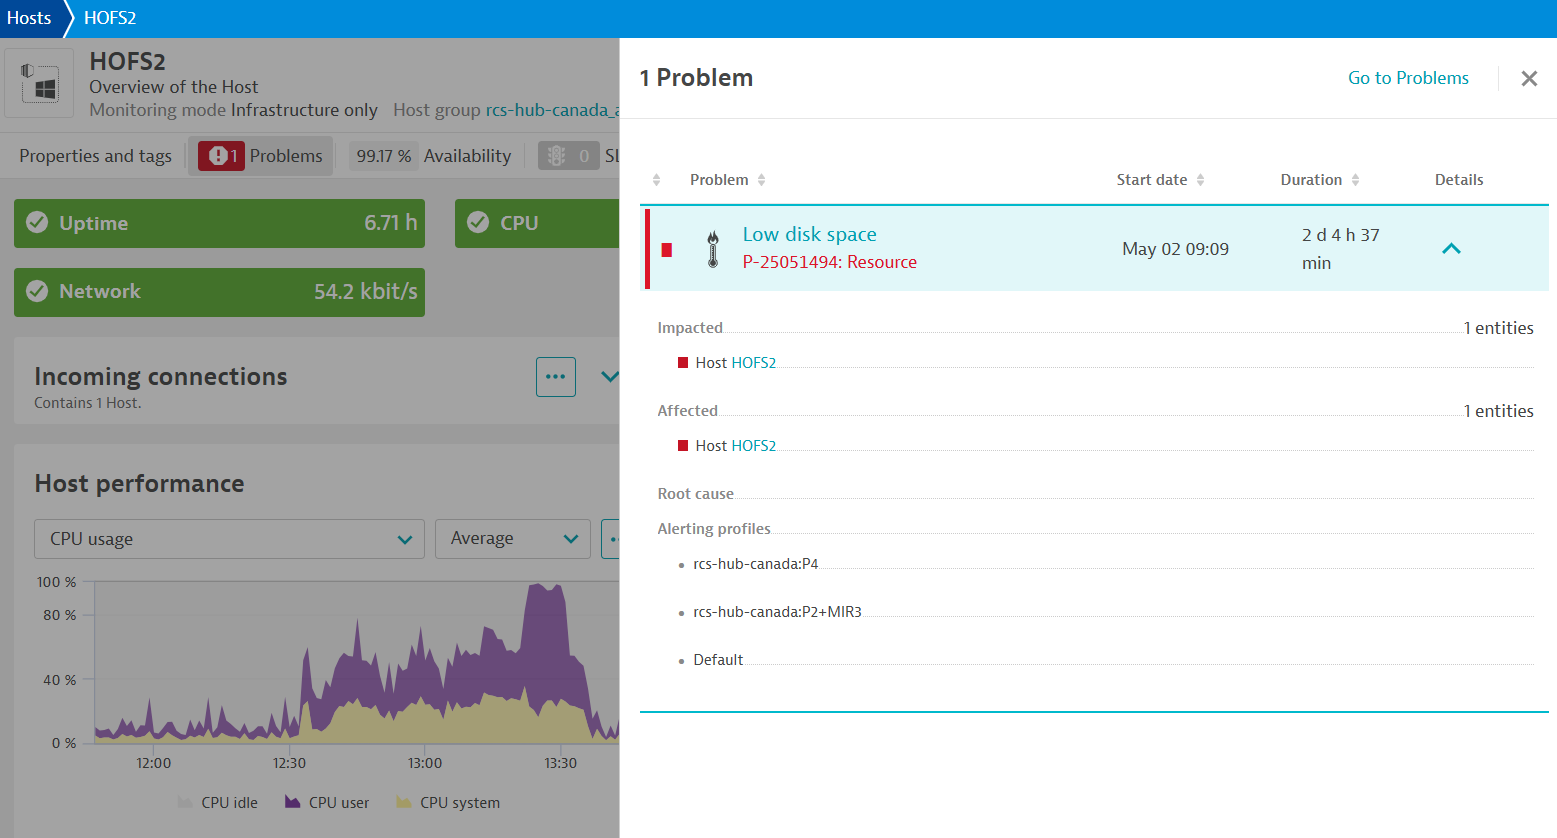 Hosts
HOFS2
HOFS2
Overview of the Host
Monitoring mode Infrastructure only Host group rcs-hub-canada_a
Properties and tags
1 Problems
99.17 % Availability
0 SL
Uptime 6.71 h
CPU
Network 54.2 kbit/s
Incoming connections
Contains 1 Host.
Host performance
CPU usage
Average
100 %
80 %
40 %
0 %
12:00
12:30
13:00
13:30
CPU idle
CPU user
CPU system
1 Problem
Go to Problems
Problem
Start date
Duration
Details
Low disk space
P-25051494: Resource
May 02 09:09
2 d 4 h 37
min
Impacted
1 entities
Host HOFS2
Affected
1 entities
Host HOFS2
Root cause
Alerting profiles
rcs-hub-canada:P4
rcs-hub-canada:P2+MIR3
Default